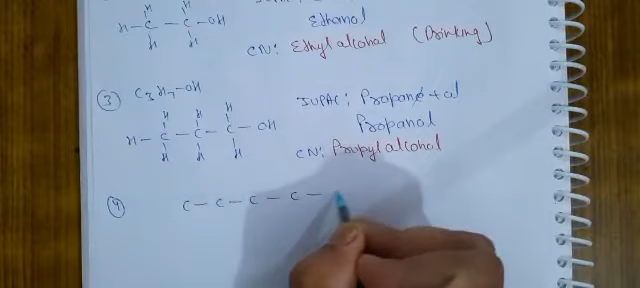 H H
H — C — C — OH
H H
Ethanol
CN: Ethyl alcohol (Drinking)
③ C3H7-OH
IUPAC: Propane + ol
H H H
H — C — C — C — OH
H H H
Propanol
CN: Propyl alcohol
④ C — C — C — C —